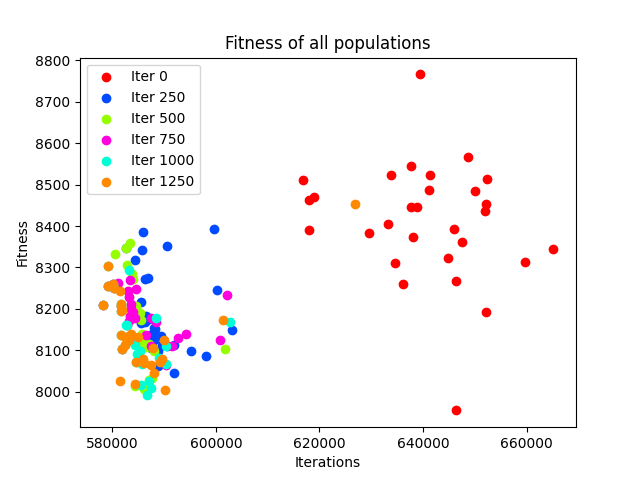 Fitness of all populations
8800
8700
8600
8500
8400
8300
8200
8100
8000
Fitness
Iter 0
Iter 250
Iter 500
Iter 750
Iter 1000
Iter 1250
580000 600000 620000 640000 660000
Iterations